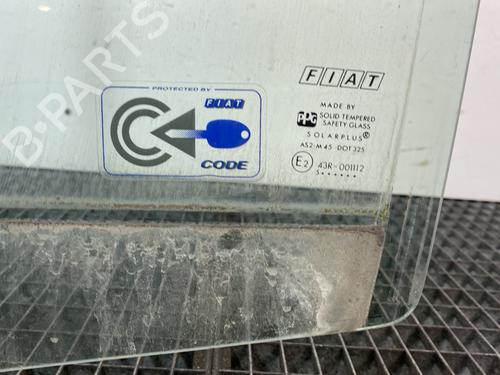 B-PARTS
PROTECTED BY
FIAT
CODE
FIAT
MADE BY
PPG SOLID TEMPERED
SAFETY GLASS
SOLARPLUS®
AS2-M45 DOT325
E2 43R-001112